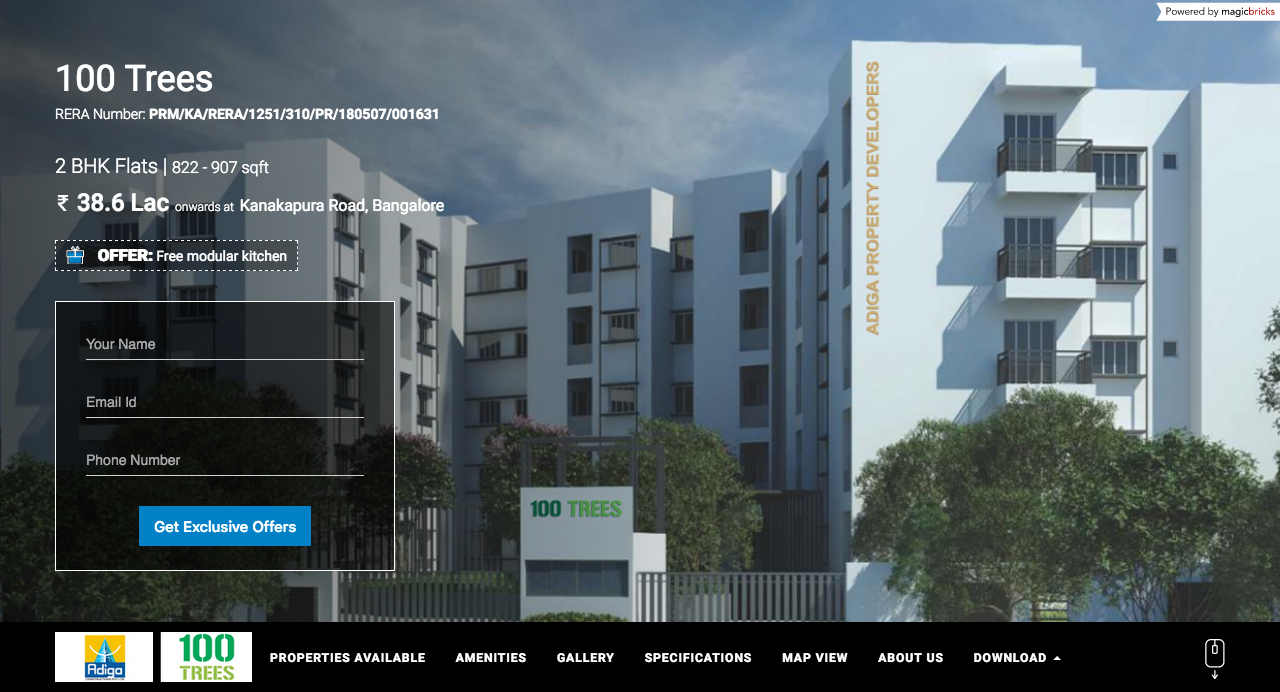 Powered by magicbricks
100 Trees
RERA Number: PRM/KA/RERA/1251/310/PR/180507/001631
2 BHK Flats | 822 - 907 sqft
₹ 38.6 Lac onwards at Kanakapura Road, Bangalore
OFFER: Free modular kitchen
Your Name
Email Id
Phone Number
Get Exclusive Offers
ADIGA PROPERTY DEVELOPERS
100 TREES
Adiga
100
TREES
PROPERTIES AVAILABLE
AMENITIES
GALLERY
SPECIFICATIONS
MAP VIEW
ABOUT US
DOWNLOAD